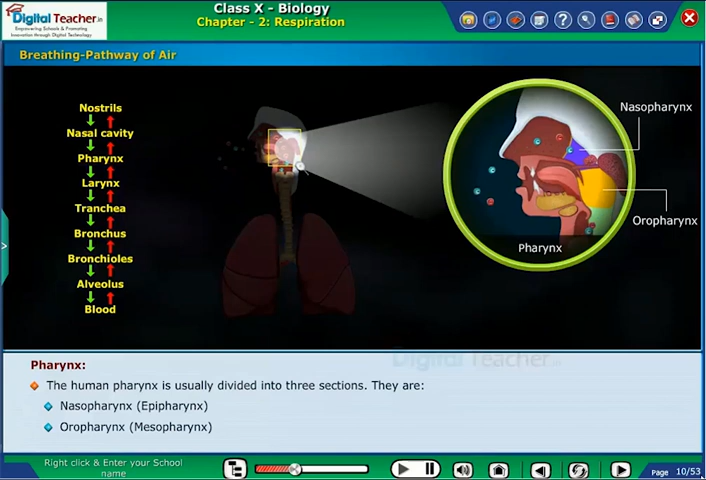 Digital Teacher.in
Empowering Schools & Promoting
Innovation through Digital Technology
Class X - Biology
Chapter - 2: Respiration
Breathing-Pathway of Air
Nostrils
Nasal cavity
Pharynx
Larynx
Tranchea
Bronchus
Bronchioles
Alveolus
Blood
Nasopharynx
Oropharynx
Pharynx
Digital Teacher.in
Pharynx:
The human pharynx is usually divided into three sections. They are:
Nasopharynx (Epipharynx)
Oropharynx (Mesopharynx)
Right click & Enter your School
name
Page 10/53